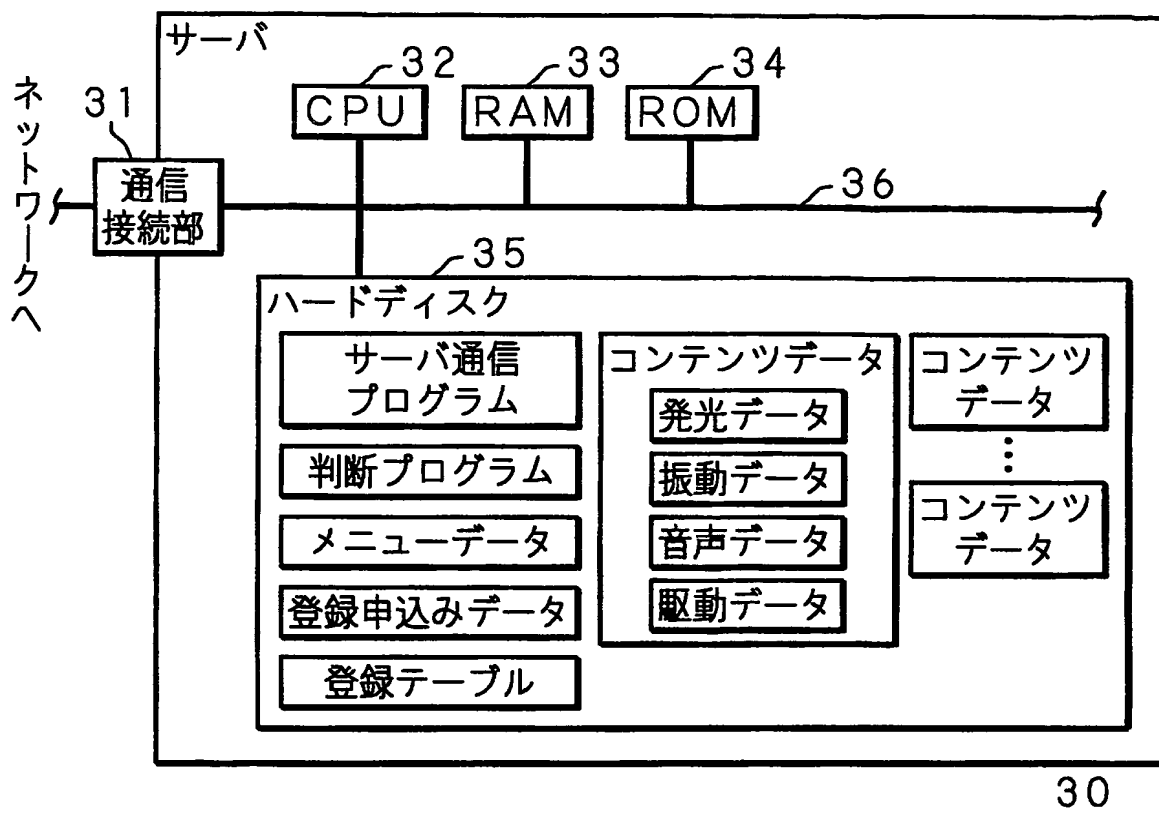 サーバ
32
33
34
CPU
RAM
ROM
ネットワークへ
31
通信
接続部
36
35
ハードディスク
サーバ通信
プログラム
判断プログラム
メニューデータ
登録申込みデータ
登録テーブル
コンテンツデータ
発光データ
振動データ
音声データ
駆動データ
コンテンツ
データ
⋮
コンテンツ
データ
30